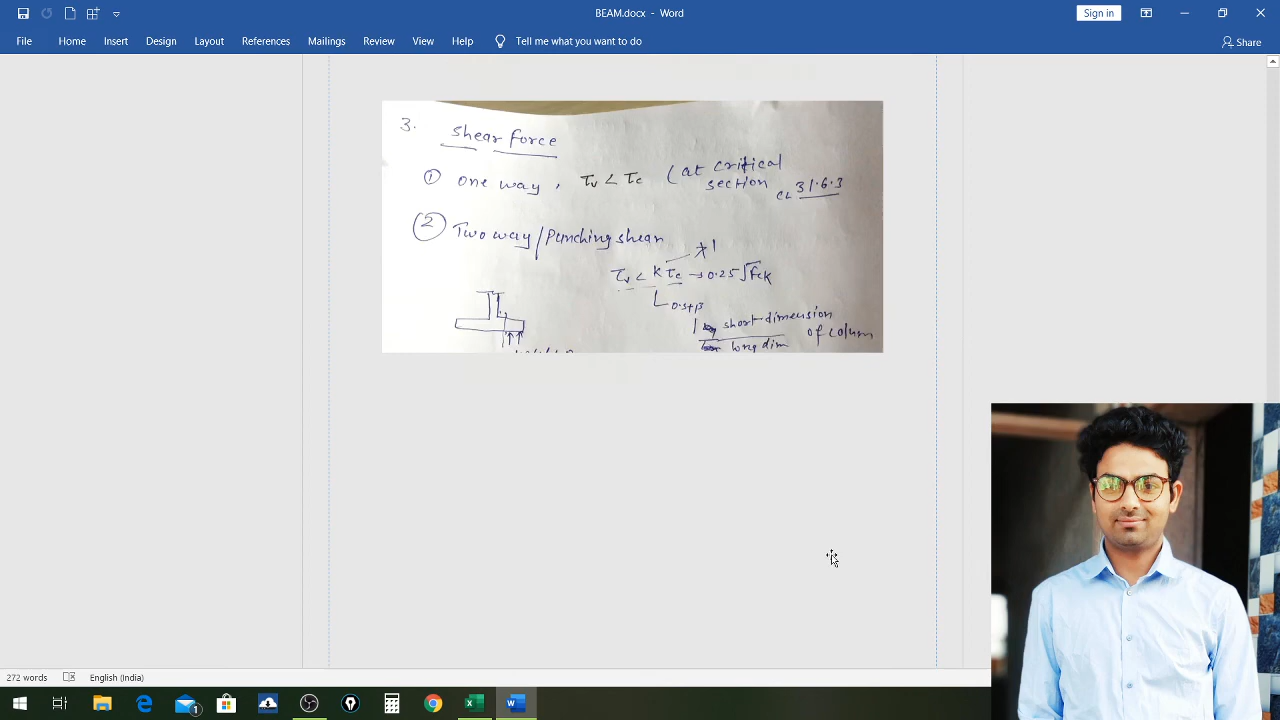 BEAM.docx - Word
Sign in
File Home Insert Design Layout References Mailings Review View Help Tell me what you want to do
Share
3. Shear force
① One way, τv < τc (at critical section CL 31.6.3
② Two way/Punching shear
τv < k τc → 0.25 √fck
≯1
0.5+β
short dimension
long dim
of column
272 words English (India)
1